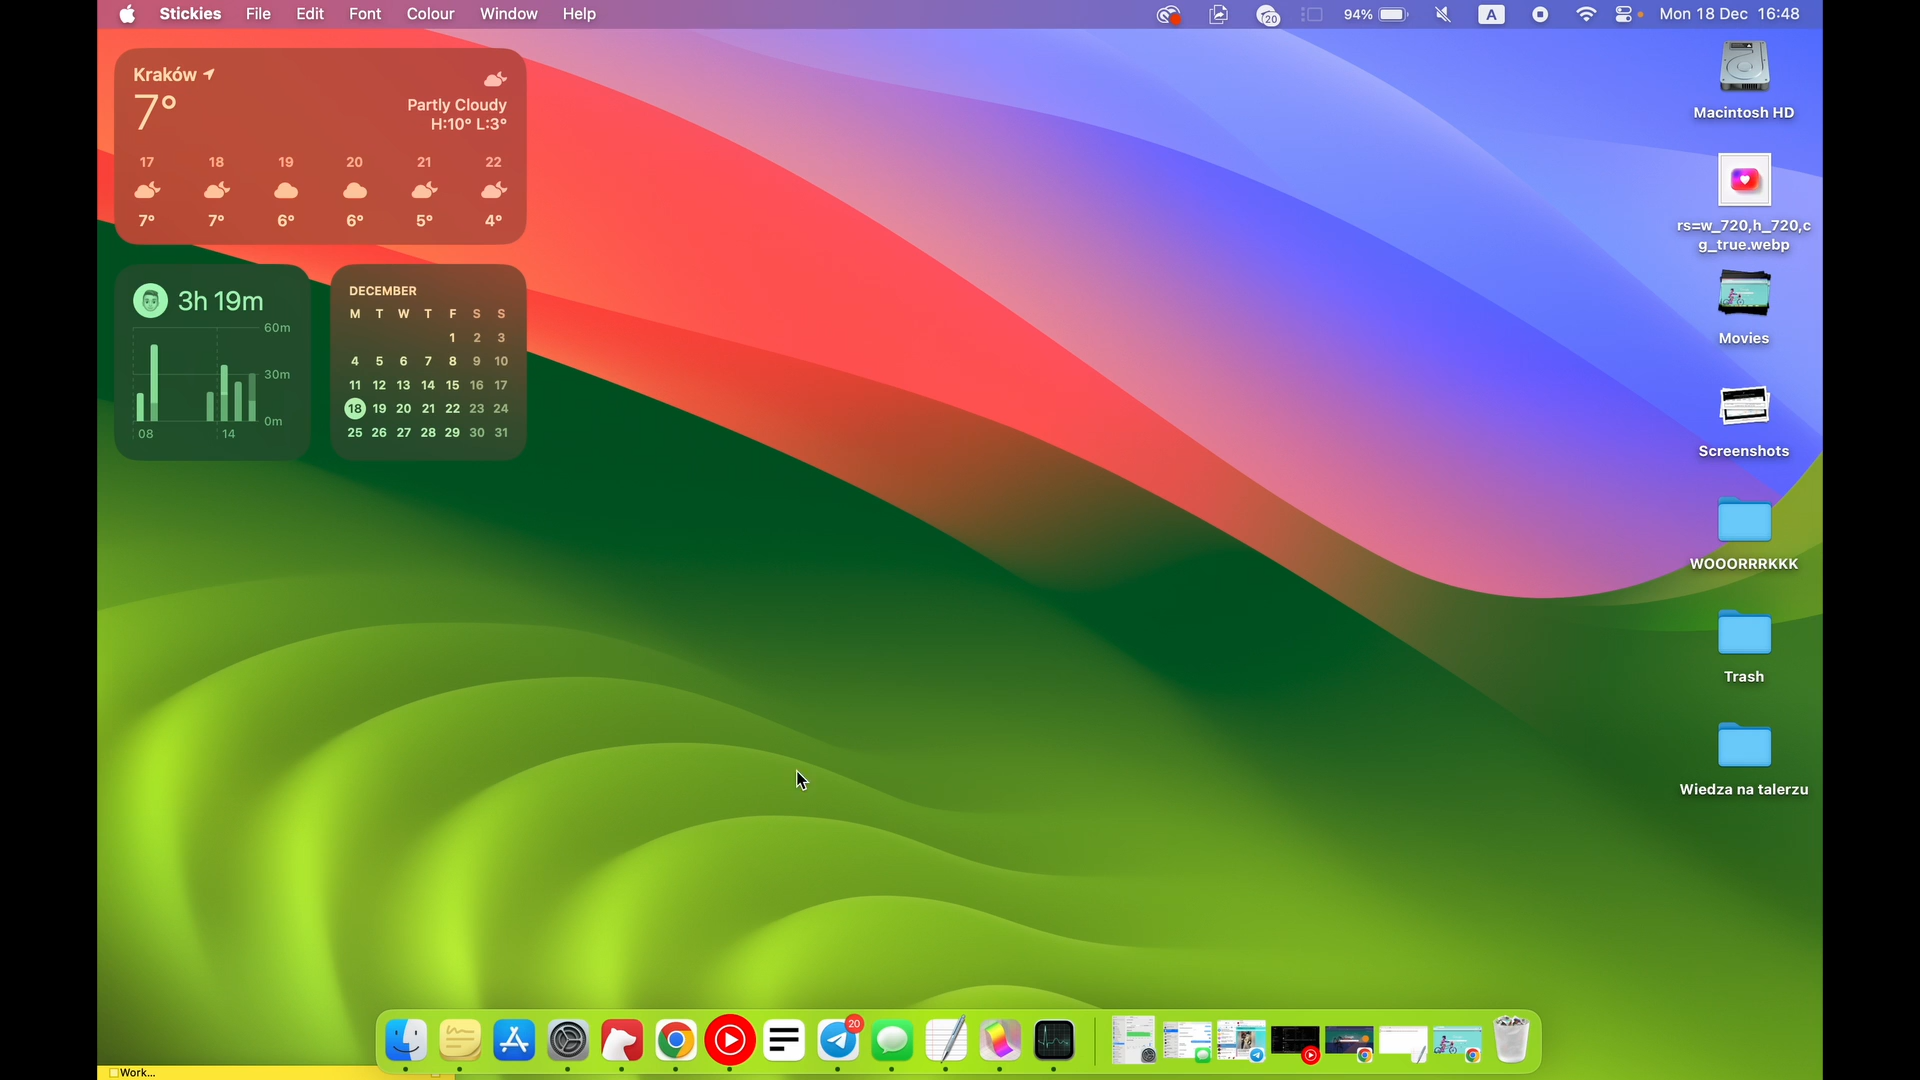 Stickies File Edit Font Colour Window Help 20 94% A Mon 18 Dec 16:48
Kraków
7°
Partly Cloudy
H:10° L:3°
17 18 19 20 21 22
7° 7° 6° 6° 5° 4°
3h 19m
60m
30m
0m
08 14
DECEMBER
M T W T F S S
1 2 3
4 5 6 7 8 9 10
11 12 13 14 15 16 17
18 19 20 21 22 23 24
25 26 27 28 29 30 31
Macintosh HD
rs=w_720,h_720,c
g_true.webp
Movies
Screenshots
WOOORRRKKK
Trash
Wiedza na talerzu
20
Work...